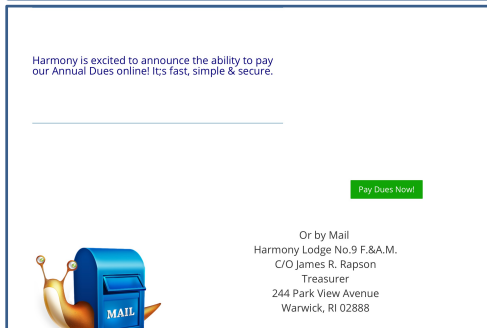 Harmony is excited to announce the ability to pay
our Annual Dues online! It;s fast, simple & secure.
Pay Dues Now!
Or by Mail
Harmony Lodge No.9 F.&A.M.
C/O James R. Rapson
Treasurer
244 Park View Avenue
Warwick, RI 02888
MAIL